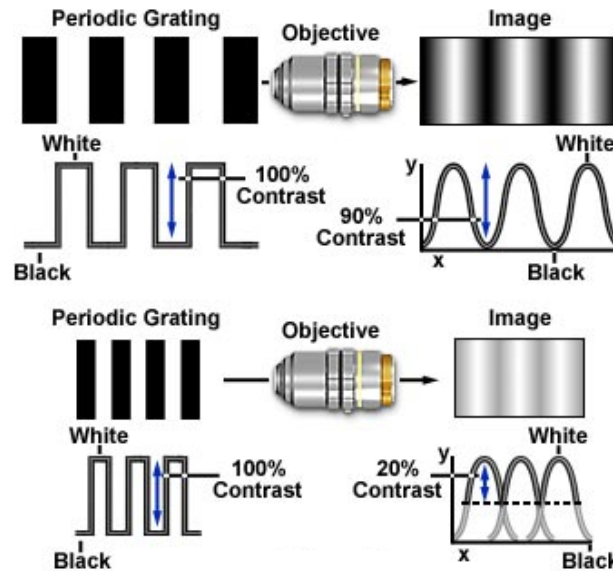 Periodic Grating
Objective
Image
White
100%
Contrast
Black
y
White
90%
Contrast
x
Black
Periodic Grating
Objective
Image
White
100%
Contrast
Black
y
White
20%
Contrast
x
Black